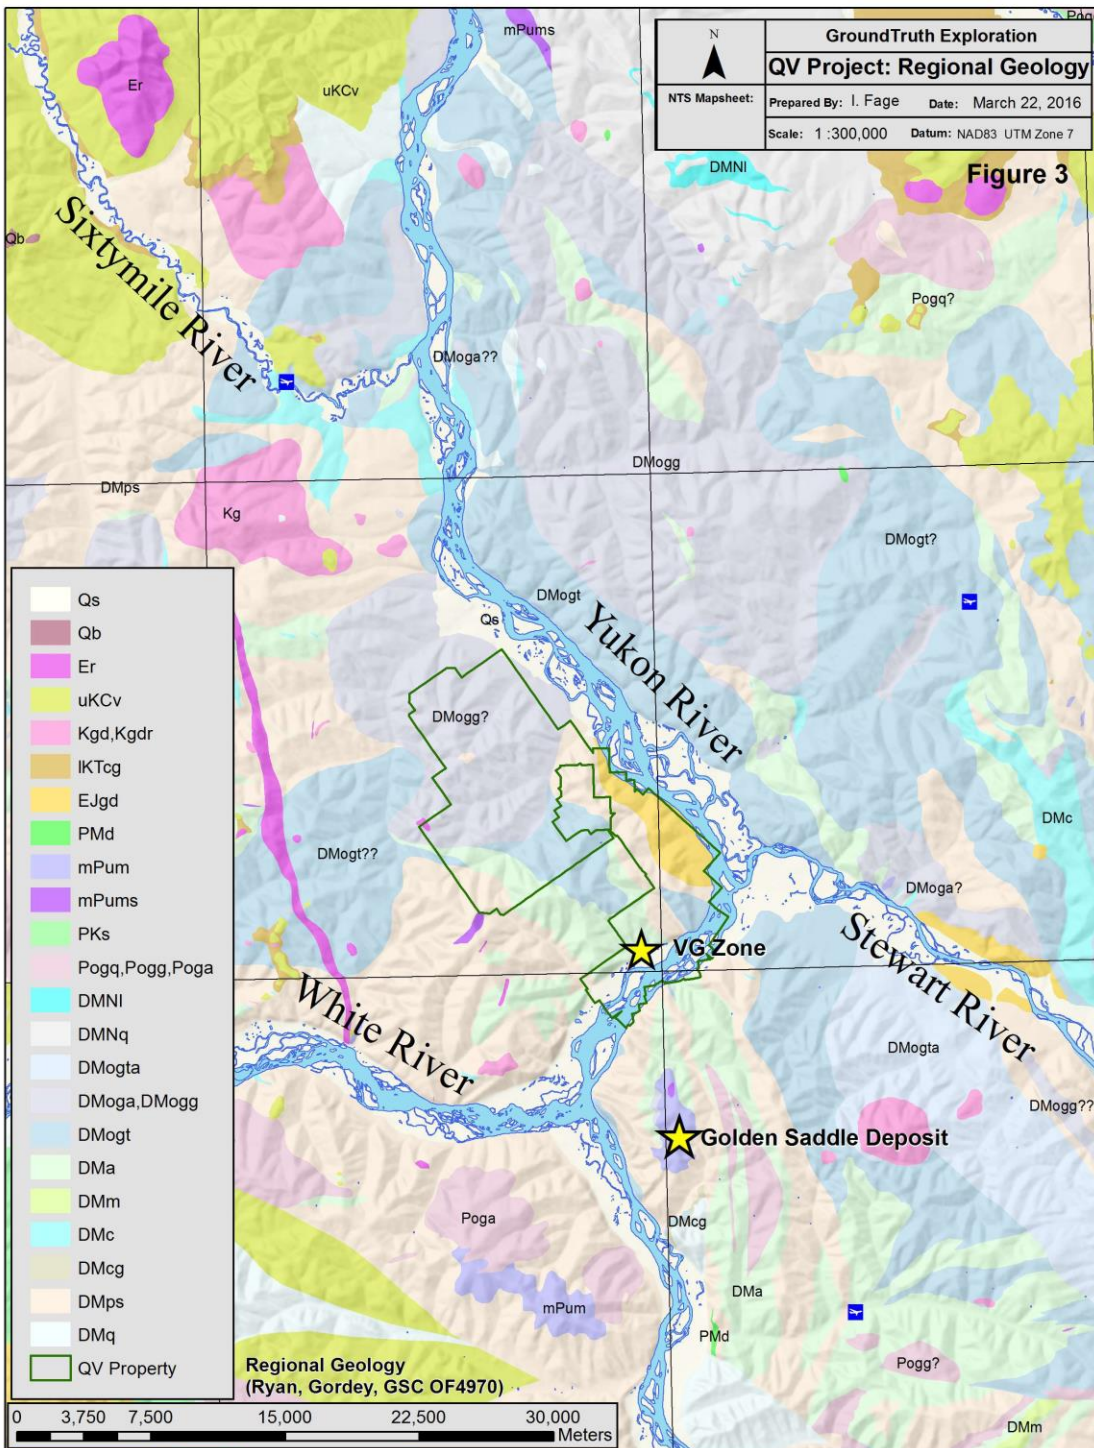 N
NTS Mapsheet:
GroundTruth Exploration
QV Project: Regional Geology
Prepared By: I. Fage Date: March 22, 2016
Scale: 1:300,000 Datum: NAD83 UTM Zone 7
Figure 3
mPums
Er
uKCv
DMNI
Qb
Sixtymile River
Pogq?
DMoga??
DMogg
DMps
Kg
DMogt?
DMogt
Qs
Yukon River
DMogg?
DMc
DMogt??
DMoga?
VG Zone
Stewart River
White River
DMogta
DMogg??
Golden Saddle Deposit
Poga
DMcg
DMa
mPum
PMd
Pogg?
DMm
Qs
Qb
Er
uKCv
Kgd,Kgdr
lKTcg
EJgd
PMd
mPum
mPums
PKs
Pogq,Pogg,Poga
DMNI
DMNq
DMogta
DMoga,DMogg
DMogt
DMa
DMm
DMc
DMcg
DMps
DMq
QV Property
Regional Geology
(Ryan, Gordey, GSC OF4970)
0 3,750 7,500 15,000 22,500 30,000
Meters